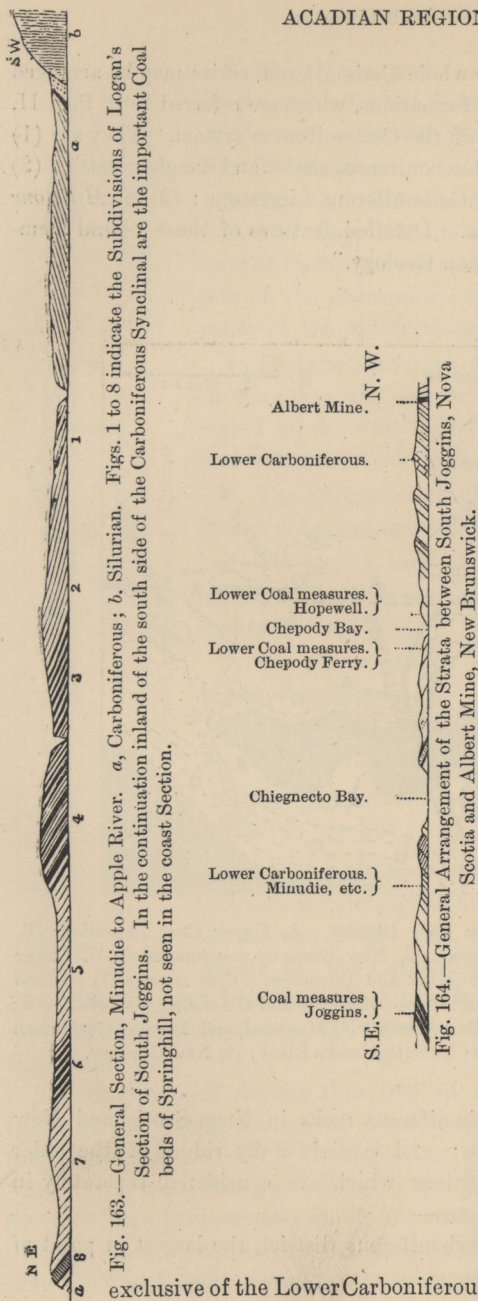 ACADIAN REGION
SW
b
a
1
2
3
4
5
6
7
8
a
NE
Fig. 163.—General Section, Minudie to Apple River. a, Carboniferous; b, Silurian. Figs. 1 to 8 indicate the Subdivisions of Logan's
Section of South Joggins. In the continuation inland of the south side of the Carboniferous Synclinal are the important Coal
beds of Springhill, not seen in the coast Section.
N. W.
Albert Mine.
Lower Carboniferous.
Lower Coal measures.
Hopewell.
Chepody Bay.
Lower Coal measures.
Chepody Ferry.
Chiegnecto Bay.
Lower Carboniferous.
Minudie, etc.
Coal measures
Joggins.
S. E.
Fig. 164.—General Arrangement of the Strata between South Joggins, Nova
Scotia and Albert Mine, New Brunswick.
exclusive of the Lower Carboniferou